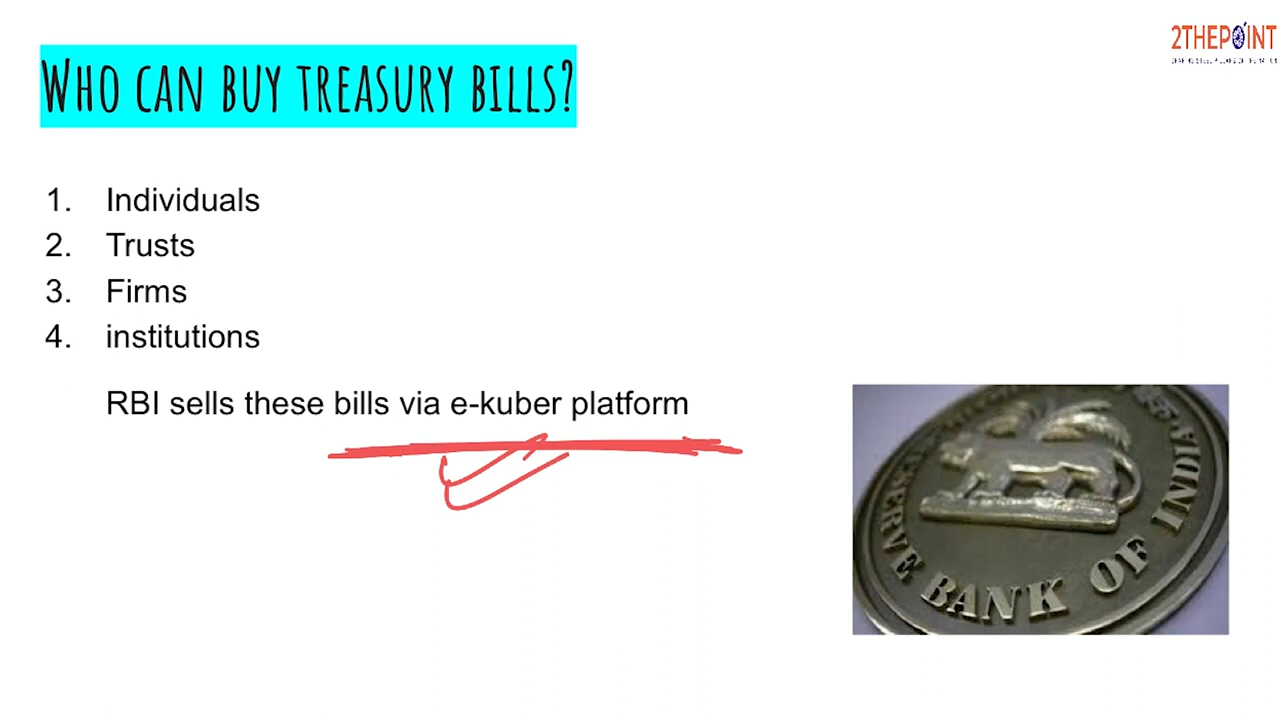 WHO CAN BUY TREASURY BILLS?
2THEPOINT
1. Individuals
2. Trusts
3. Firms
4. institutions
RBI sells these bills via e-kuber platform
RESERVE BANK OF INDIA